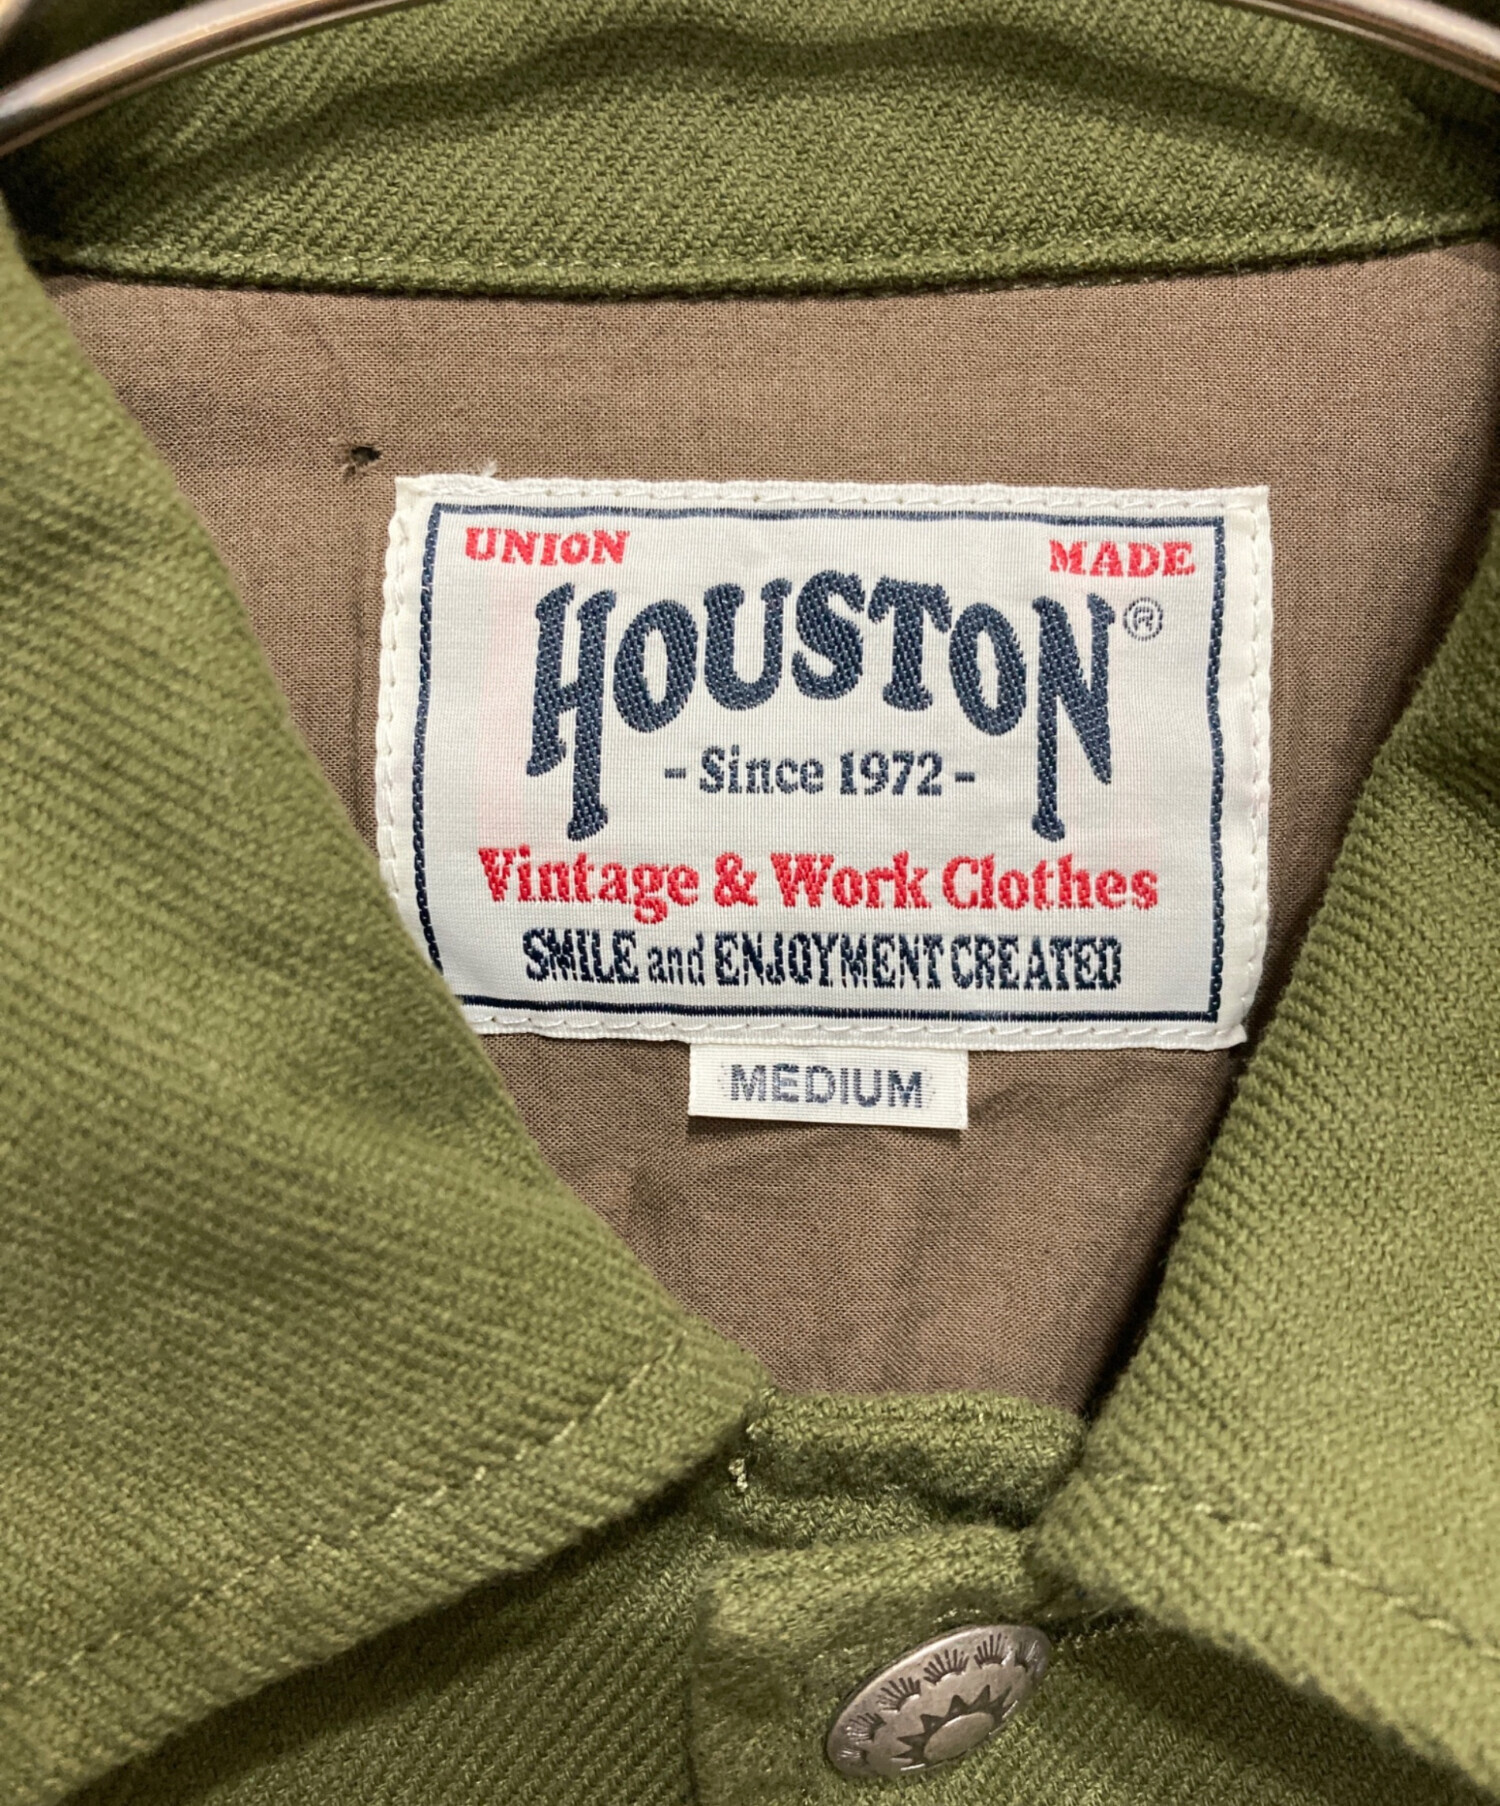 UNION MADE
HOUSTON®
- Since 1972 -
Vintage & Work Clothes
SMILE and ENJOYMENT CREATED
MEDIUM